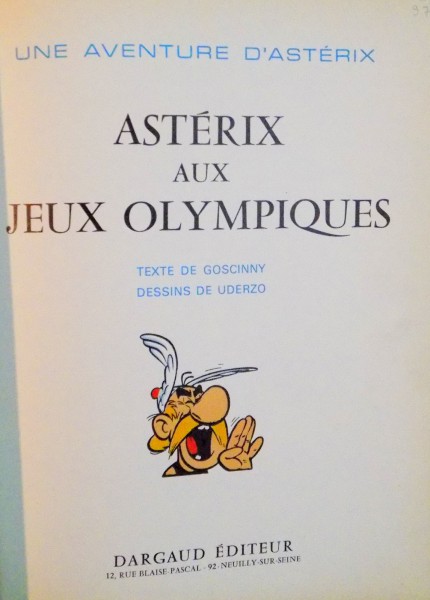 UNE AVENTURE D'ASTÉRIX
ASTÉRIX
AUX
JEUX OLYMPIQUES
TEXTE DE GOSCINNY
DESSINS DE UDERZO
DARGAUD ÉDITEUR
12, RUE BLAISE PASCAL - 92 - NEUILLY-SUR-SEINE